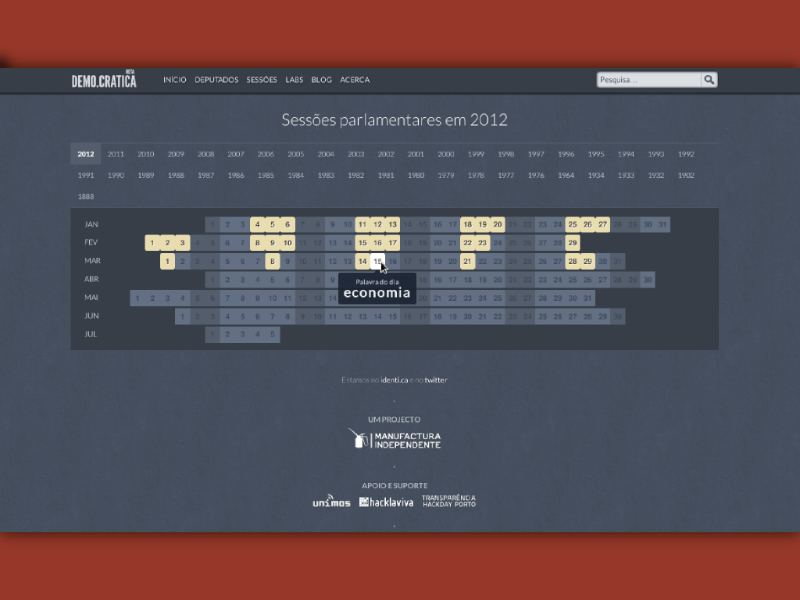 BETA
DEMO.CRATICA
INÍCIO DEPUTADOS SESSÕES LABS BLOG ACERCA
Pesquisa...
Sessões parlamentares em 2012
2012 2011 2010 2009 2008 2007 2006 2005 2004 2003 2002 2001 2000 1999 1998 1997 1996 1995 1994 1993 1992
1991 1990 1989 1988 1987 1986 1985 1984 1983 1982 1981 1980 1979 1978 1977 1976 1964 1934 1933 1932 1902
1888
JAN 1 2 3 4 5 6 7 8 9 10 11 12 13 14 15 16 17 18 19 20 21 22 23 24 25 26 27 28 29 30 31
FEV 1 2 3 4 5 6 7 8 9 10 11 12 13 14 15 16 17 18 19 20 21 22 23 24 25 26 27 28 29
MAR 1 2 3 4 5 6 7 8 9 10 11 12 13 14 15 16 17 18 19 20 21 22 23 24 25 26 27 28 29 30 31
ABR 1 2 3 4 5 6 7 8 9 15 16 17 18 19 20 21 22 23 24 25 26 27 28 29 30
Palavra do dia
economia
MAI 1 2 3 4 5 6 7 8 9 10 11 12 13 14 20 21 22 23 24 25 26 27 28 29 30 31
JUN 1 2 3 4 5 6 7 8 9 10 11 12 13 14 15 16 17 18 19 20 21 22 23 24 25 26 27 28 29 30
JUL 1 2 3 4 5
Estamos no identi.ca e no twitter
UM PROJECTO
MANUFACTURA
INDEPENDENTE
APOIO E SUPORTE
unimos hacklaviva TRANSPARÊNCIA
HACKDAY PORTO